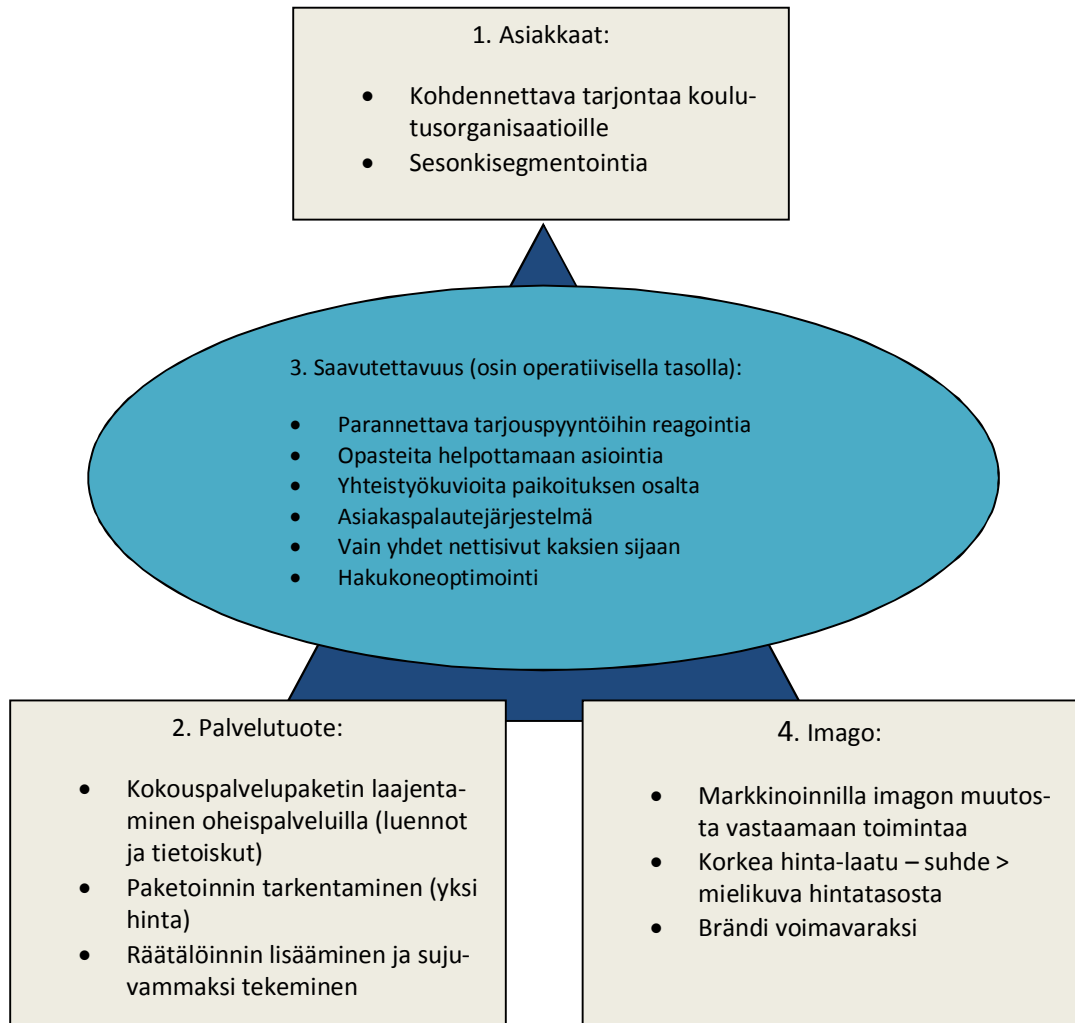 1. Asiakkaat:
• Kohdennettava tarjontaa koulu-
tusorganisaatioille
• Sesonkisegmentointia
3. Saavutettavuus (osin operatiivisella tasolla):
• Parannettava tarjouspyyntöihin reagointia
• Opasteita helpottamaan asiointia
• Yhteistyökuvioita paikoituksen osalta
• Asiakaspalautejärjestelmä
• Vain yhdet nettisivut kaksien sijaan
• Hakukoneoptimointi
2. Palvelutuote:
• Kokouspalvelupaketin laajenta-
minen oheispalveluilla (luennot
ja tietoiskut)
• Paketoinnin tarkentaminen (yksi
hinta)
• Räätälöinnin lisääminen ja suju-
vammaksi tekeminen
4. Imago:
• Markkinoinnilla imagon muutos-
ta vastaamaan toimintaa
• Korkea hinta-laatu – suhde >
mielikuva hintatasosta
• Brändi voimavaraksi